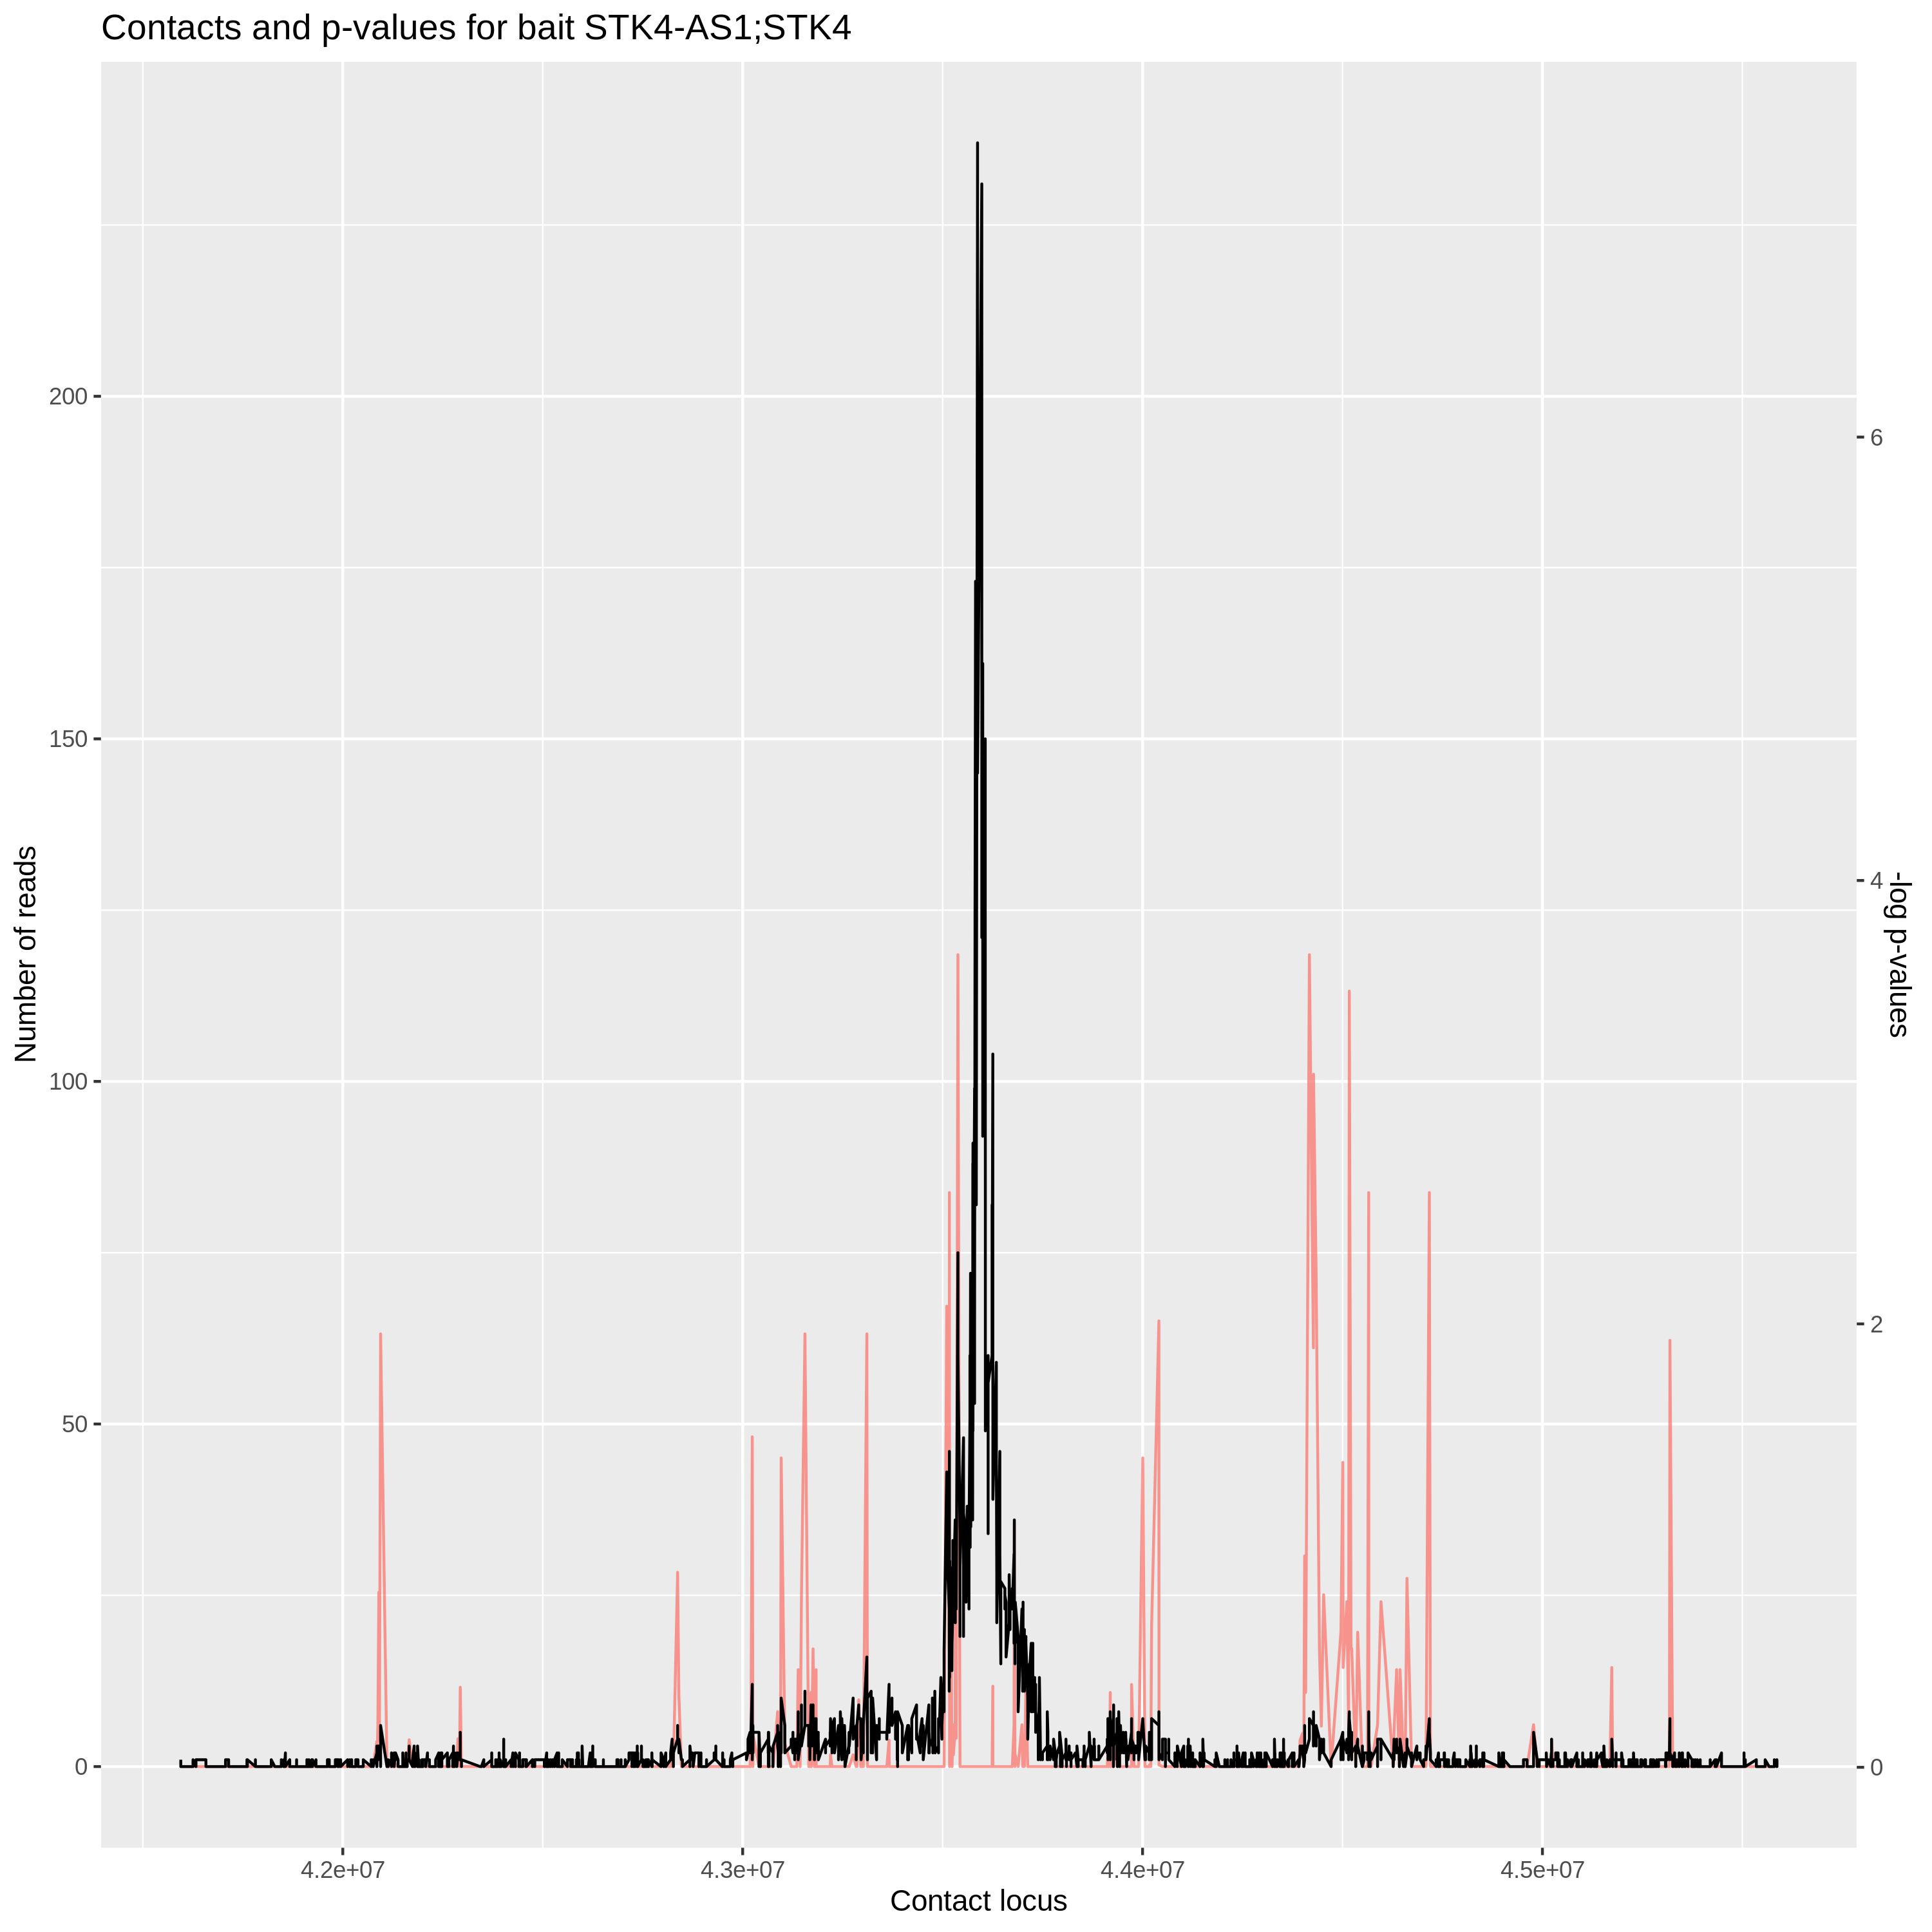 Contacts and p-values for bait STK4-AS1;STK4
200
150
100
50
0
Number of reads
6
4
2
0
-log p-values
4.2e+07
4.3e+07
4.4e+07
4.5e+07
Contact locus